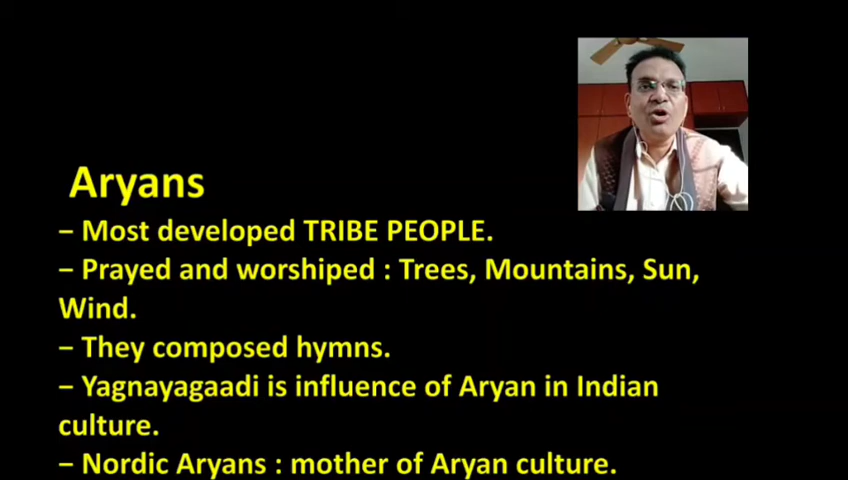 Aryans
– Most developed TRIBE PEOPLE.
– Prayed and worshiped : Trees, Mountains, Sun,
Wind.
– They composed hymns.
– Yagnayagaadi is influence of Aryan in Indian
culture.
– Nordic Aryans : mother of Aryan culture.